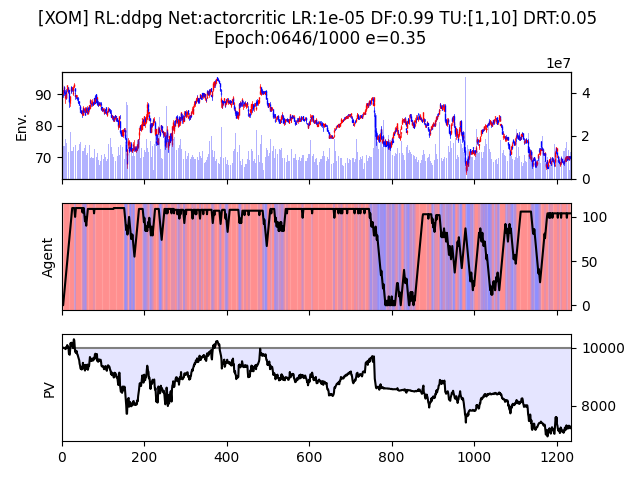 [XOM] RL:ddpg Net:actorcritic LR:1e-05 DF:0.99 TU:[1,10] DRT:0.05
Epoch:0646/1000 e=0.35
1e7
Env.
90
80
70
4
2
0
Agent
100
50
0
PV
10000
8000
0 200 400 600 800 1000 1200